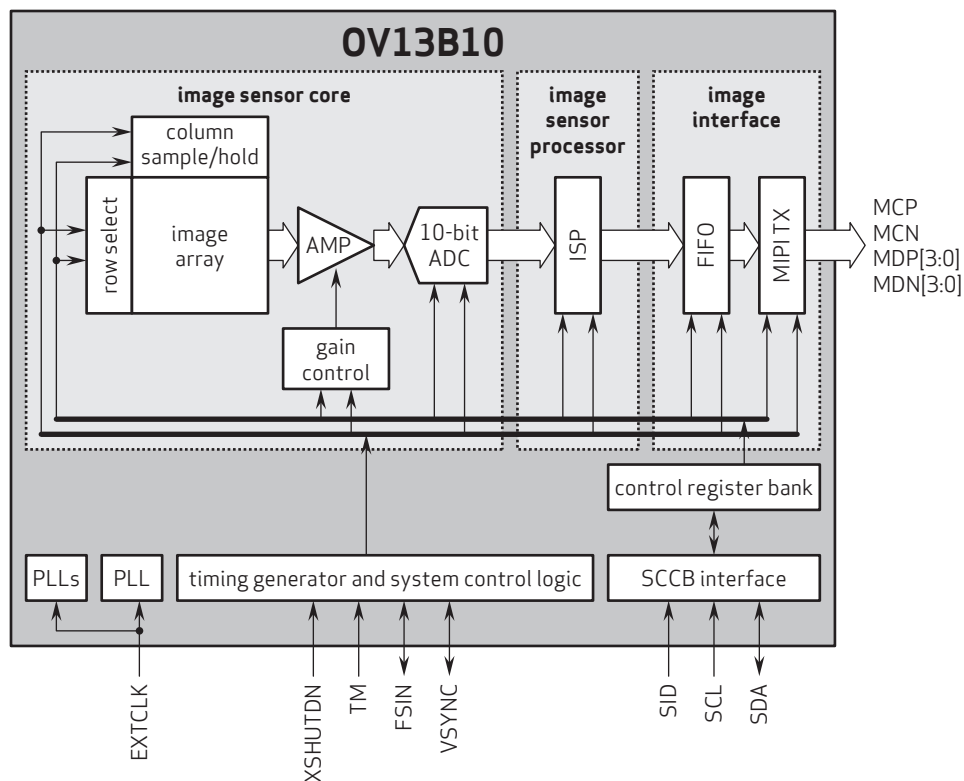 OV13B10
image sensor core
image
sensor
processor
image
interface
column
sample/hold
row select
image
array
AMP
10-bit
ADC
ISP
FIFO
MIPI TX
MCP
MCN
MDP[3:0]
MDN[3:0]
gain
control
control register bank
PLLs
PLL
timing generator and system control logic
SCCB interface
EXTCLK
XSHUTDN
TM
FSIN
VSYNC
SID
SCL
SDA